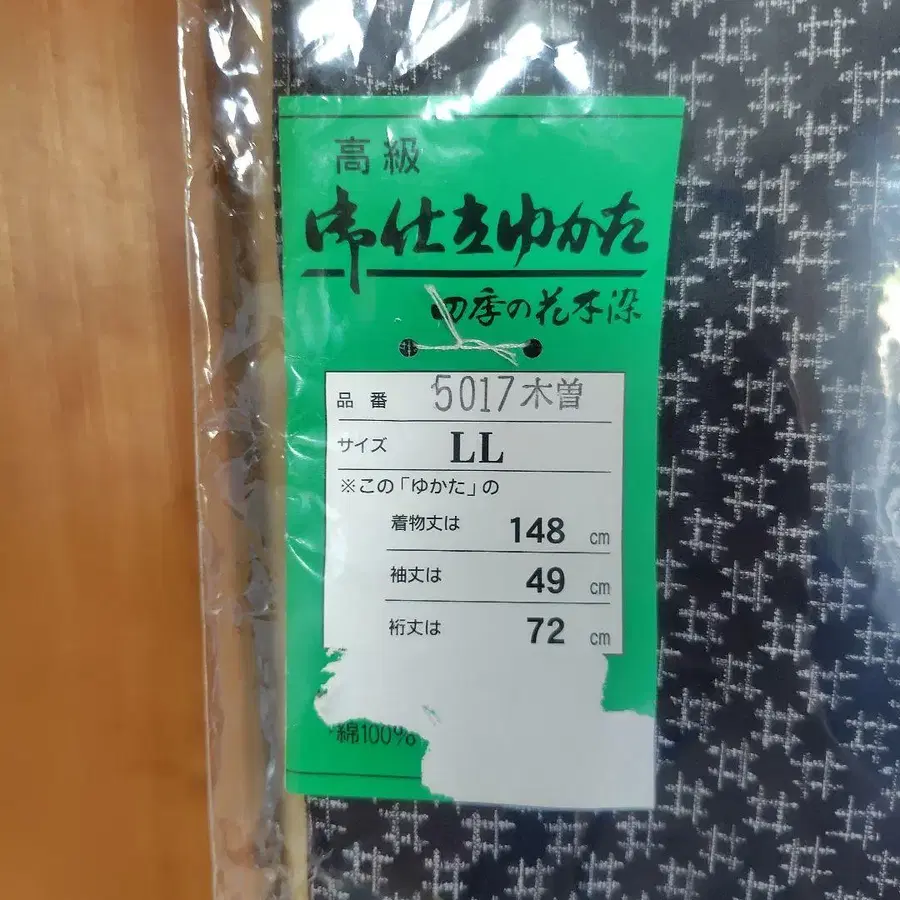 高級
御仕立ゆかた
四季の花木染
品番 5017木曽
サイズ LL
※この「ゆかた」の
着物丈は 148 cm
袖丈は 49 cm
裄丈は 72 cm
綿100%